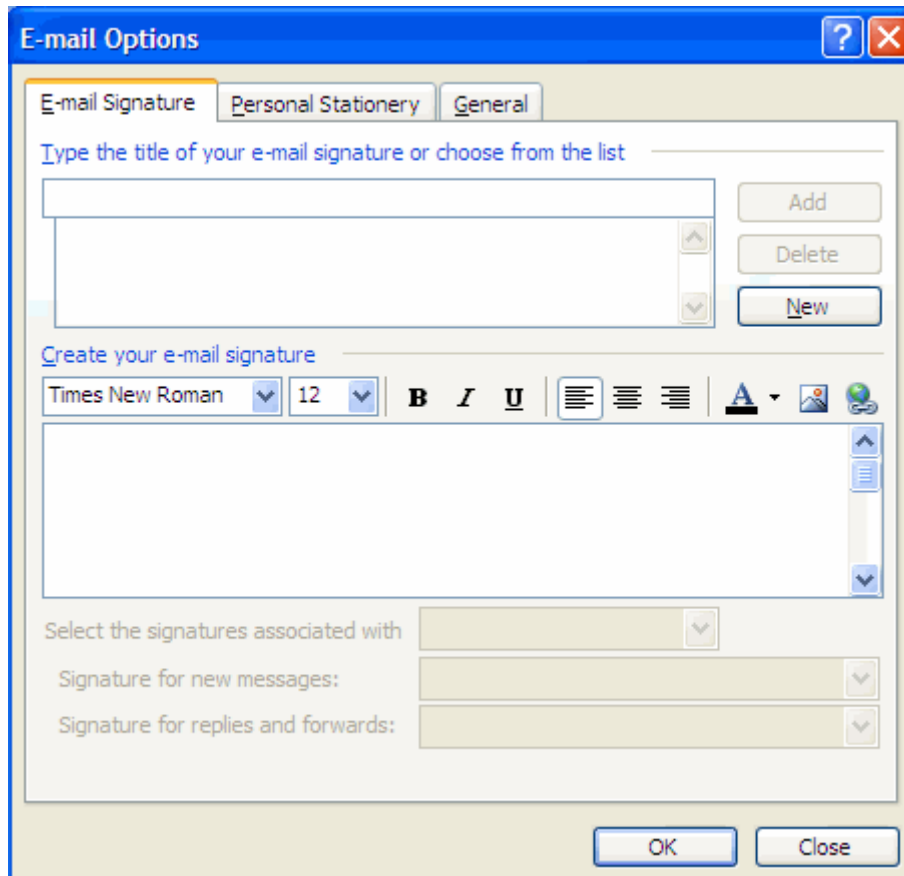 E-mail Options
E-mail Signature Personal Stationery General
Type the title of your e-mail signature or choose from the list
Add
Delete
New
Create your e-mail signature
Times New Roman 12 B I U A
Select the signatures associated with
Signature for new messages:
Signature for replies and forwards:
OK Close